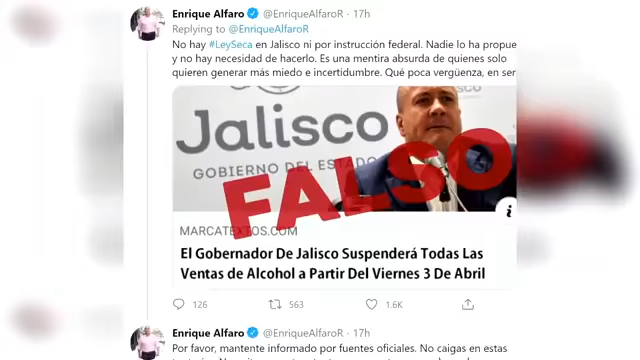 Enrique Alfaro @EnriqueAlfaroR · 17h
Replying to @EnriqueAlfaroR
No hay #LeySeca en Jalisco ni por instrucción federal. Nadie lo ha propue
y no hay necesidad de hacerlo. Es una mentira absurda de quienes solo
quieren generar más miedo e incertidumbre. Qué poca vergüenza, en ser
Jalisco
GOBIERNO DEL ESTADO
FALSO
MARCATEXTOS.COM
El Gobernador De Jalisco Suspenderá Todas Las
Ventas de Alcohol a Partir Del Viernes 3 De Abril
126 563 1.6K
Enrique Alfaro @EnriqueAlfaroR · 17h
Por favor, mantente informado por fuentes oficiales. No caigas en estas